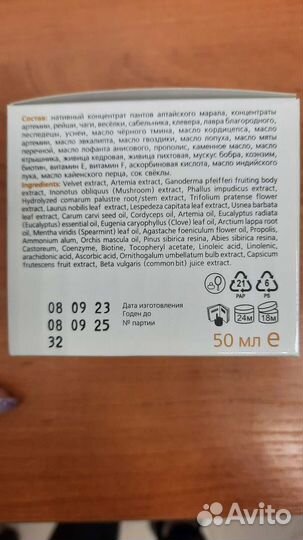 Состав: нативный концентрат пантов алтайского марала, концентраты
артемии, рейши, чаги, весёлки, сабельника, клевера, лавра благородного,
леспедецы, уснеи, масло чёрного тмина, масло кордицепса, масло
артемии, масло эвкалипта, масло гвоздики, масло лопуха, масло мяты
перечной, масло лофанта анисового, прополис, каменное масло, масло
ятрышника, живица кедровая, живица пихтовая, мускус бобра, коэнзим,
биотин, витамин Е, витамин F, аскорбиновая кислота, масло индийского
лука, масло кайенского перца, сок свёклы.
Ingredients: Velvet extract, Artemia extract, Ganoderma pfeifferi fruiting body
extract, Inonotus obliquus (Mushroom) extract, Phallus impudicus extract,
Hydrolyzed comarum palustre root/stem extract, Trifolium pratense flower
extract, Laurus nobilis leaf extract, Lespedeza capitata leaf extract, Usnea barbata
leaf extract, Carum carvi seed oil, Cordyceps oil, Artemia oil, Eucalyptus radiata
(Eucalyptus) essential oil, Eugenia caryophyllus (Clove) leaf oil, Arctium lappa root
oil, Mentha viridis (Spearmint) leaf oil, Agastache foeniculum flower oil, Propolis,
Ammonium alum, Orchis mascula oil, Pinus sibirica resin, Abies sibirica resin,
Castoreum, Coenzyme, Biotine, Tocopheryl acetate, Linoleic acid, Linolenic,
arachidonic acid, Ascorbic acid, Ornithogalum umbellatum bulb extract, Capsicum
frutescens fruit extract, Beta vulgaris (common bit) juice extract.
08 09 23 Дата изготовления
08 09 25 Годен до
32 № партии
21
PAP
6
PS
24м
18м
50 мл e
Avito